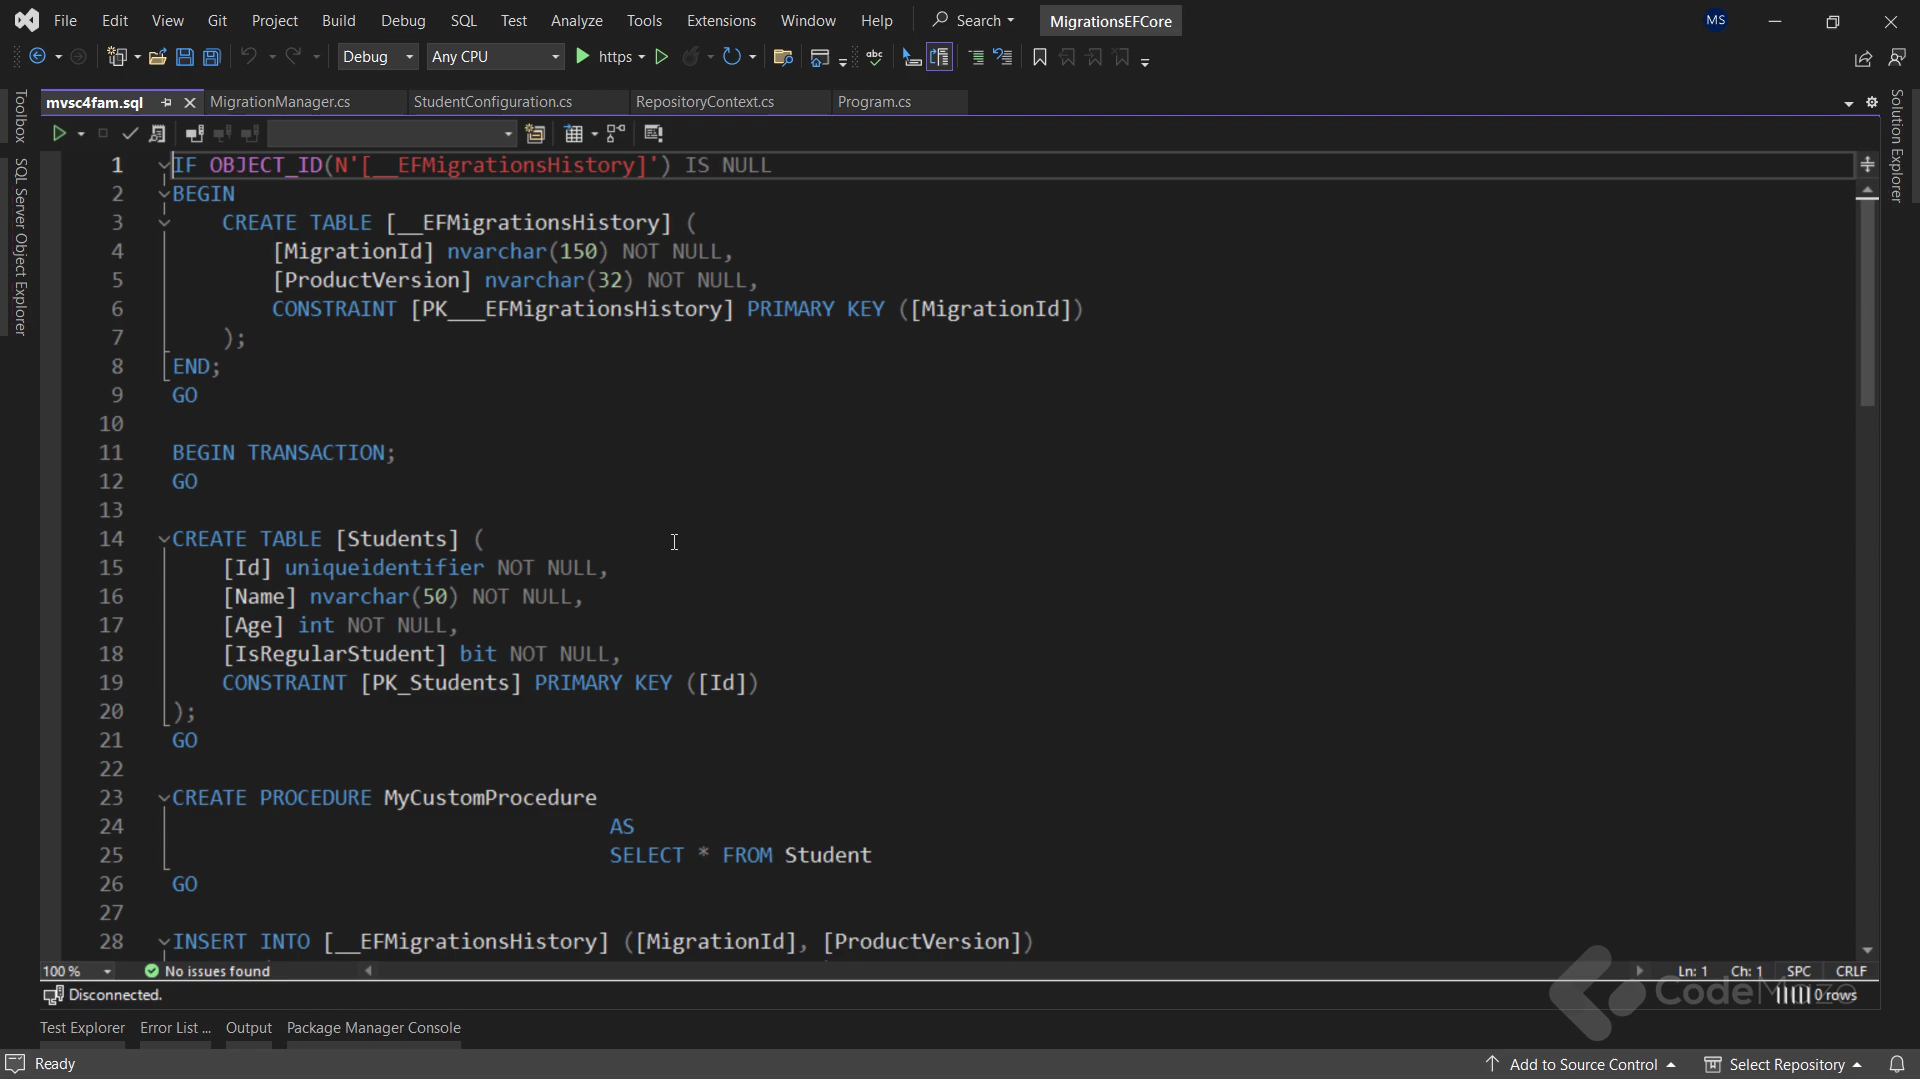 File Edit View Git Project Build Debug SQL Test Analyze Tools Extensions Window Help Search MigrationsEFCore MS
Debug Any CPU https abc
mvsc4fam.sql MigrationManager.cs StudentConfiguration.cs RepositoryContext.cs Program.cs
Toolbox
SQL Server Object Explorer
Solution Explorer
1 IF OBJECT_ID(N'[__EFMigrationsHistory]') IS NULL
2 BEGIN
3 CREATE TABLE [__EFMigrationsHistory] (
4 [MigrationId] nvarchar(150) NOT NULL,
5 [ProductVersion] nvarchar(32) NOT NULL,
6 CONSTRAINT [PK___EFMigrationsHistory] PRIMARY KEY ([MigrationId])
7 );
8 END;
9 GO
10
11 BEGIN TRANSACTION;
12 GO
13
14 CREATE TABLE [Students] (
15 [Id] uniqueidentifier NOT NULL,
16 [Name] nvarchar(50) NOT NULL,
17 [Age] int NOT NULL,
18 [IsRegularStudent] bit NOT NULL,
19 CONSTRAINT [PK_Students] PRIMARY KEY ([Id])
20 );
21 GO
22
23 CREATE PROCEDURE MyCustomProcedure
24 AS
25 SELECT * FROM Student
26 GO
27
28 INSERT INTO [__EFMigrationsHistory] ([MigrationId], [ProductVersion])
100 % No issues found Ln: 1 Ch: 1 SPC CRLF
Disconnected. 0 rows
CodeMaze
Test Explorer Error List ... Output Package Manager Console
Ready Add to Source Control Select Repository